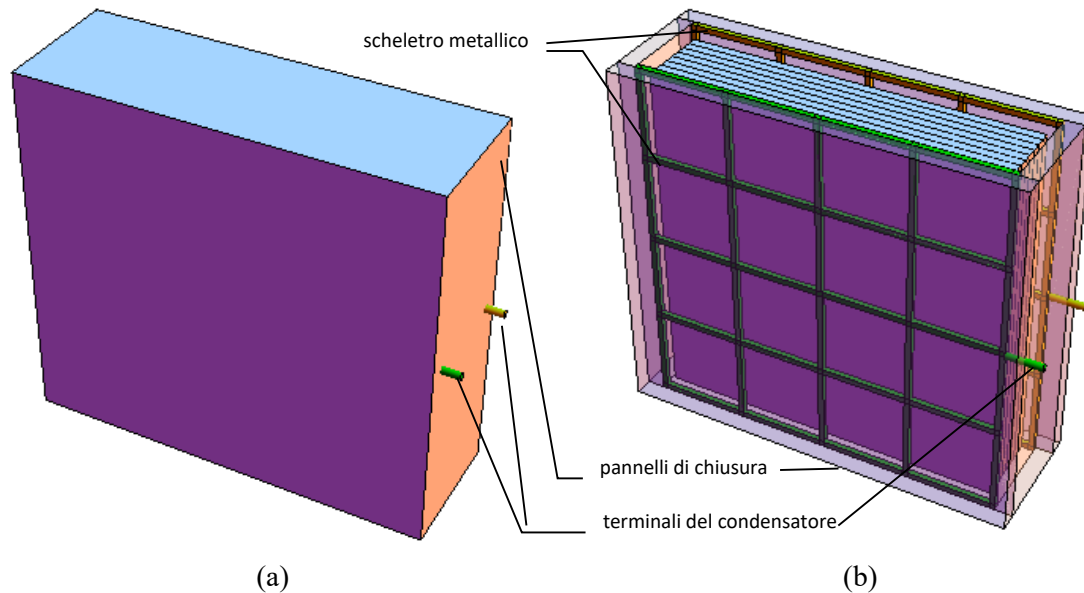 scheletro metallico
pannelli di chiusura
terminali del condensatore
(a)
(b)